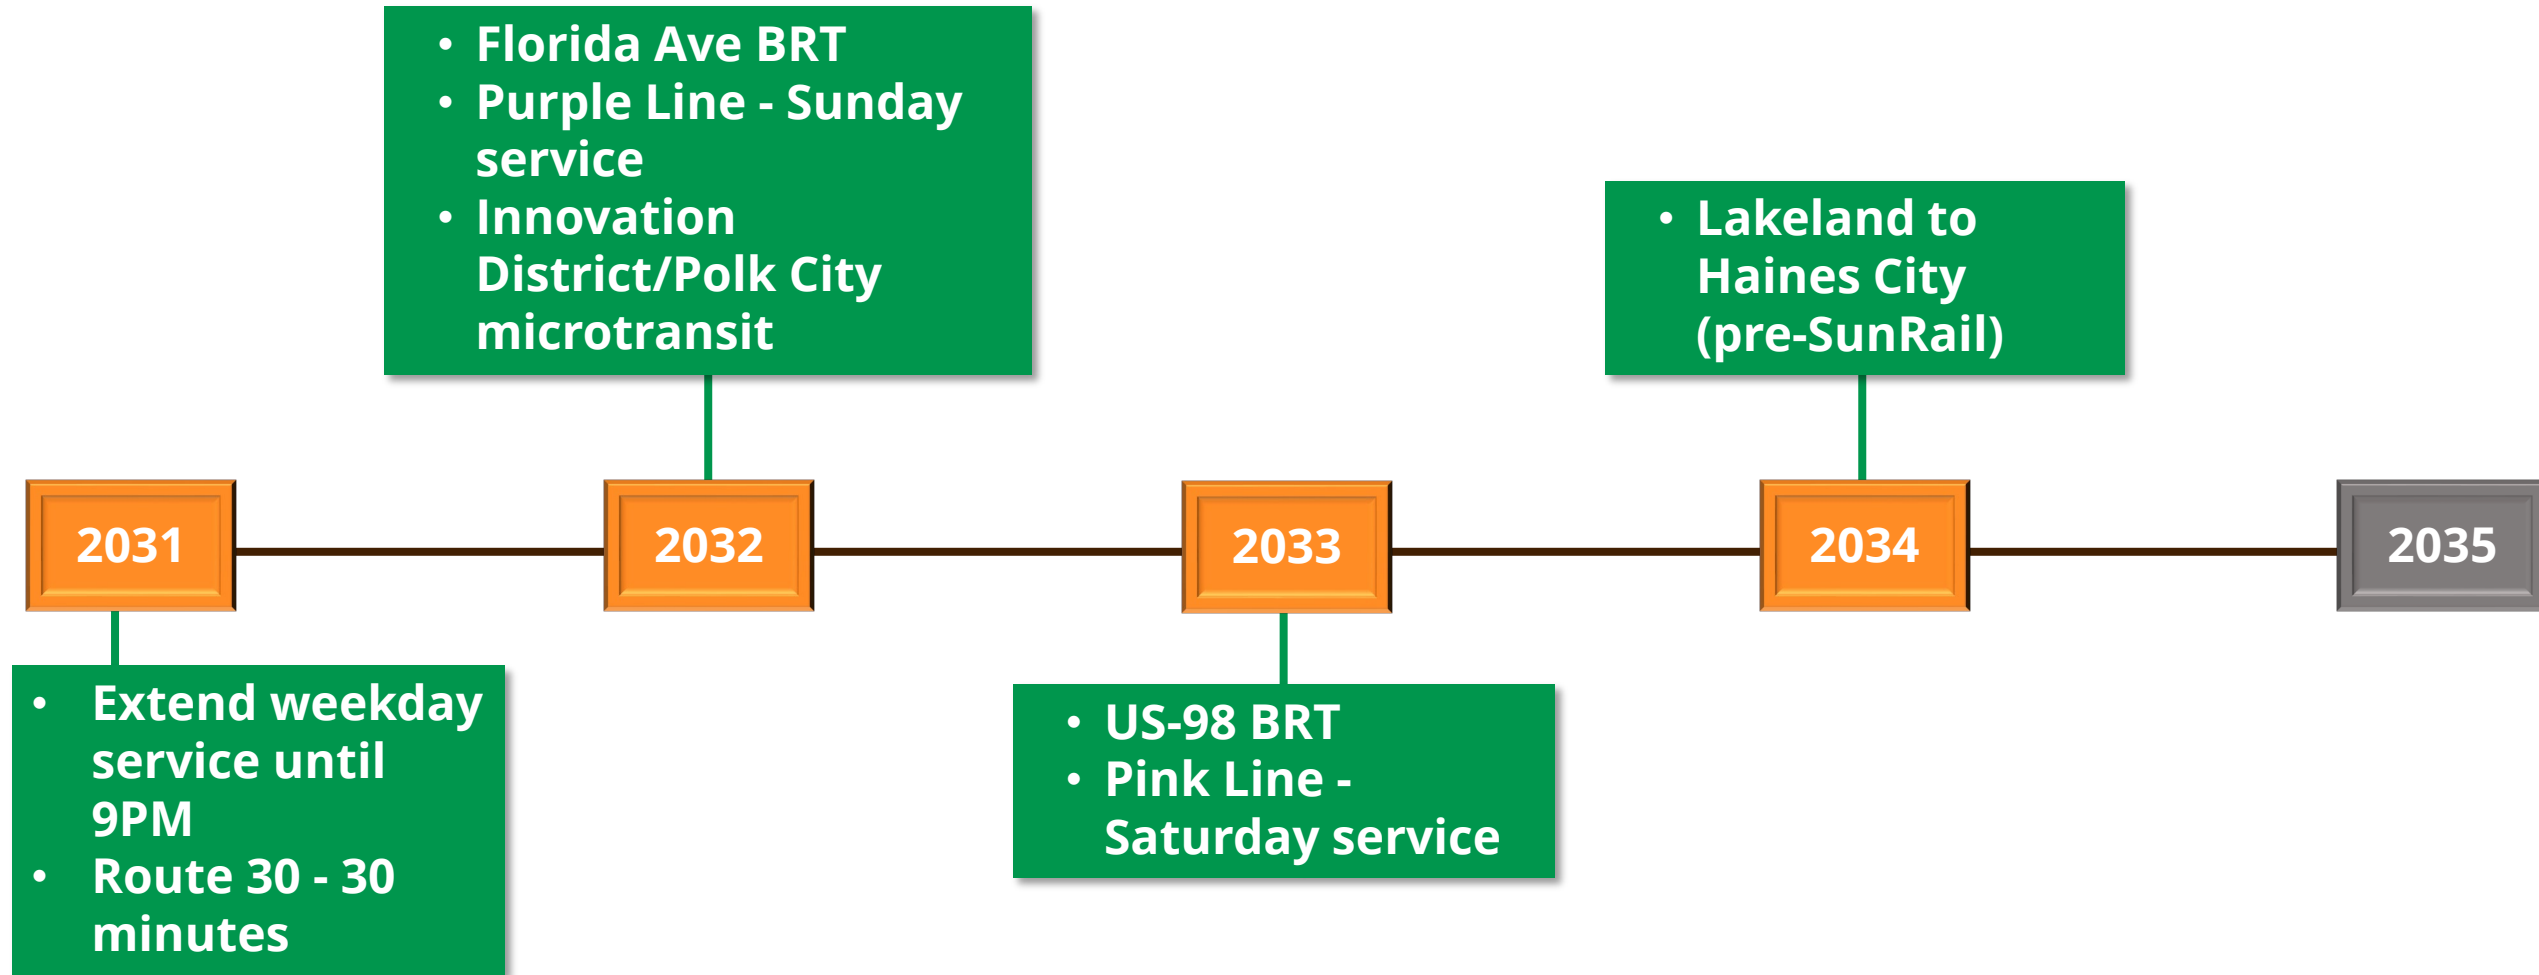 • Florida Ave BRT
• Purple Line - Sunday
service
• Innovation
District/Polk City
microtransit
• Lakeland to
Haines City
(pre-SunRail)
2031
2032
2033
2034
2035
• Extend weekday
service until
9PM
• Route 30 - 30
minutes
• US-98 BRT
• Pink Line -
Saturday service